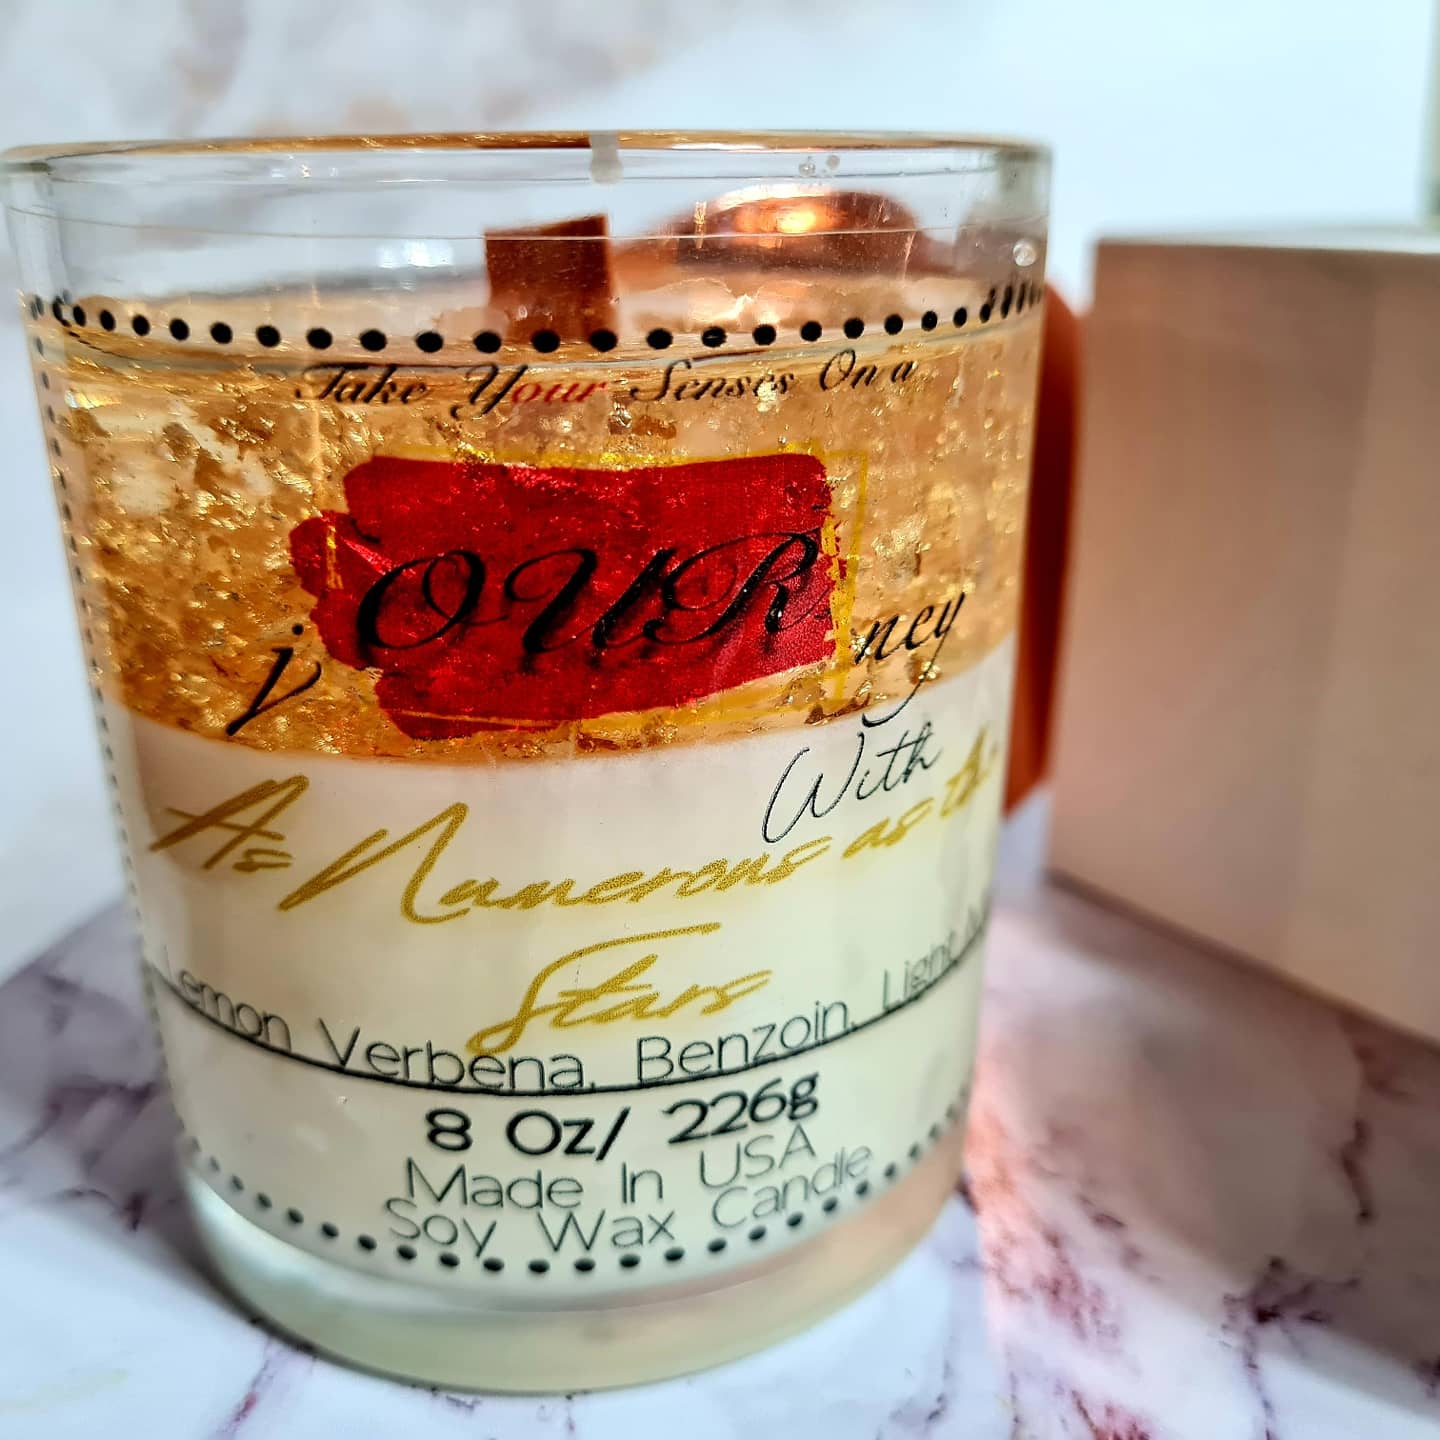 Take Your Senses On a
jOURney
With
As Numerous as the
Stars
Lemon Verbena, Benzoin, Light
8 Oz/ 226g
Made In USA
Soy Wax Candle